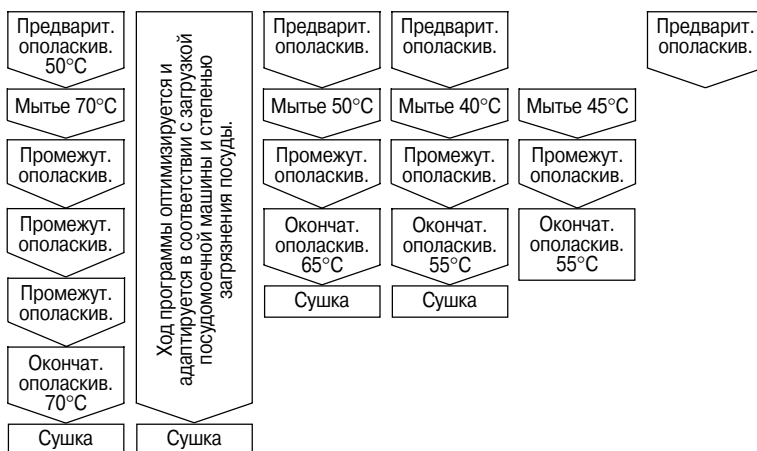 Предварит.
ополаскив.
50°C
Мытье 70°C
Промежут.
ополаскив.
Промежут.
ополаскив.
Промежут.
ополаскив.
Окончат.
ополаскив.
70°C
Сушка
Ход программы оптимизируется и
адаптируется в соответствии с загрузкой
посудомоечной машины и степенью
загрязнения посуды.
Сушка
Предварит.
ополаскив.
Мытье 50°C
Промежут.
ополаскив.
Окончат.
ополаскив.
65°C
Сушка
Предварит.
ополаскив.
Мытье 40°C
Промежут.
ополаскив.
Окончат.
ополаскив.
55°C
Сушка
Мытье 45°C
Промежут.
ополаскив.
Окончат.
ополаскив.
55°C
Предварит.
ополаскив.